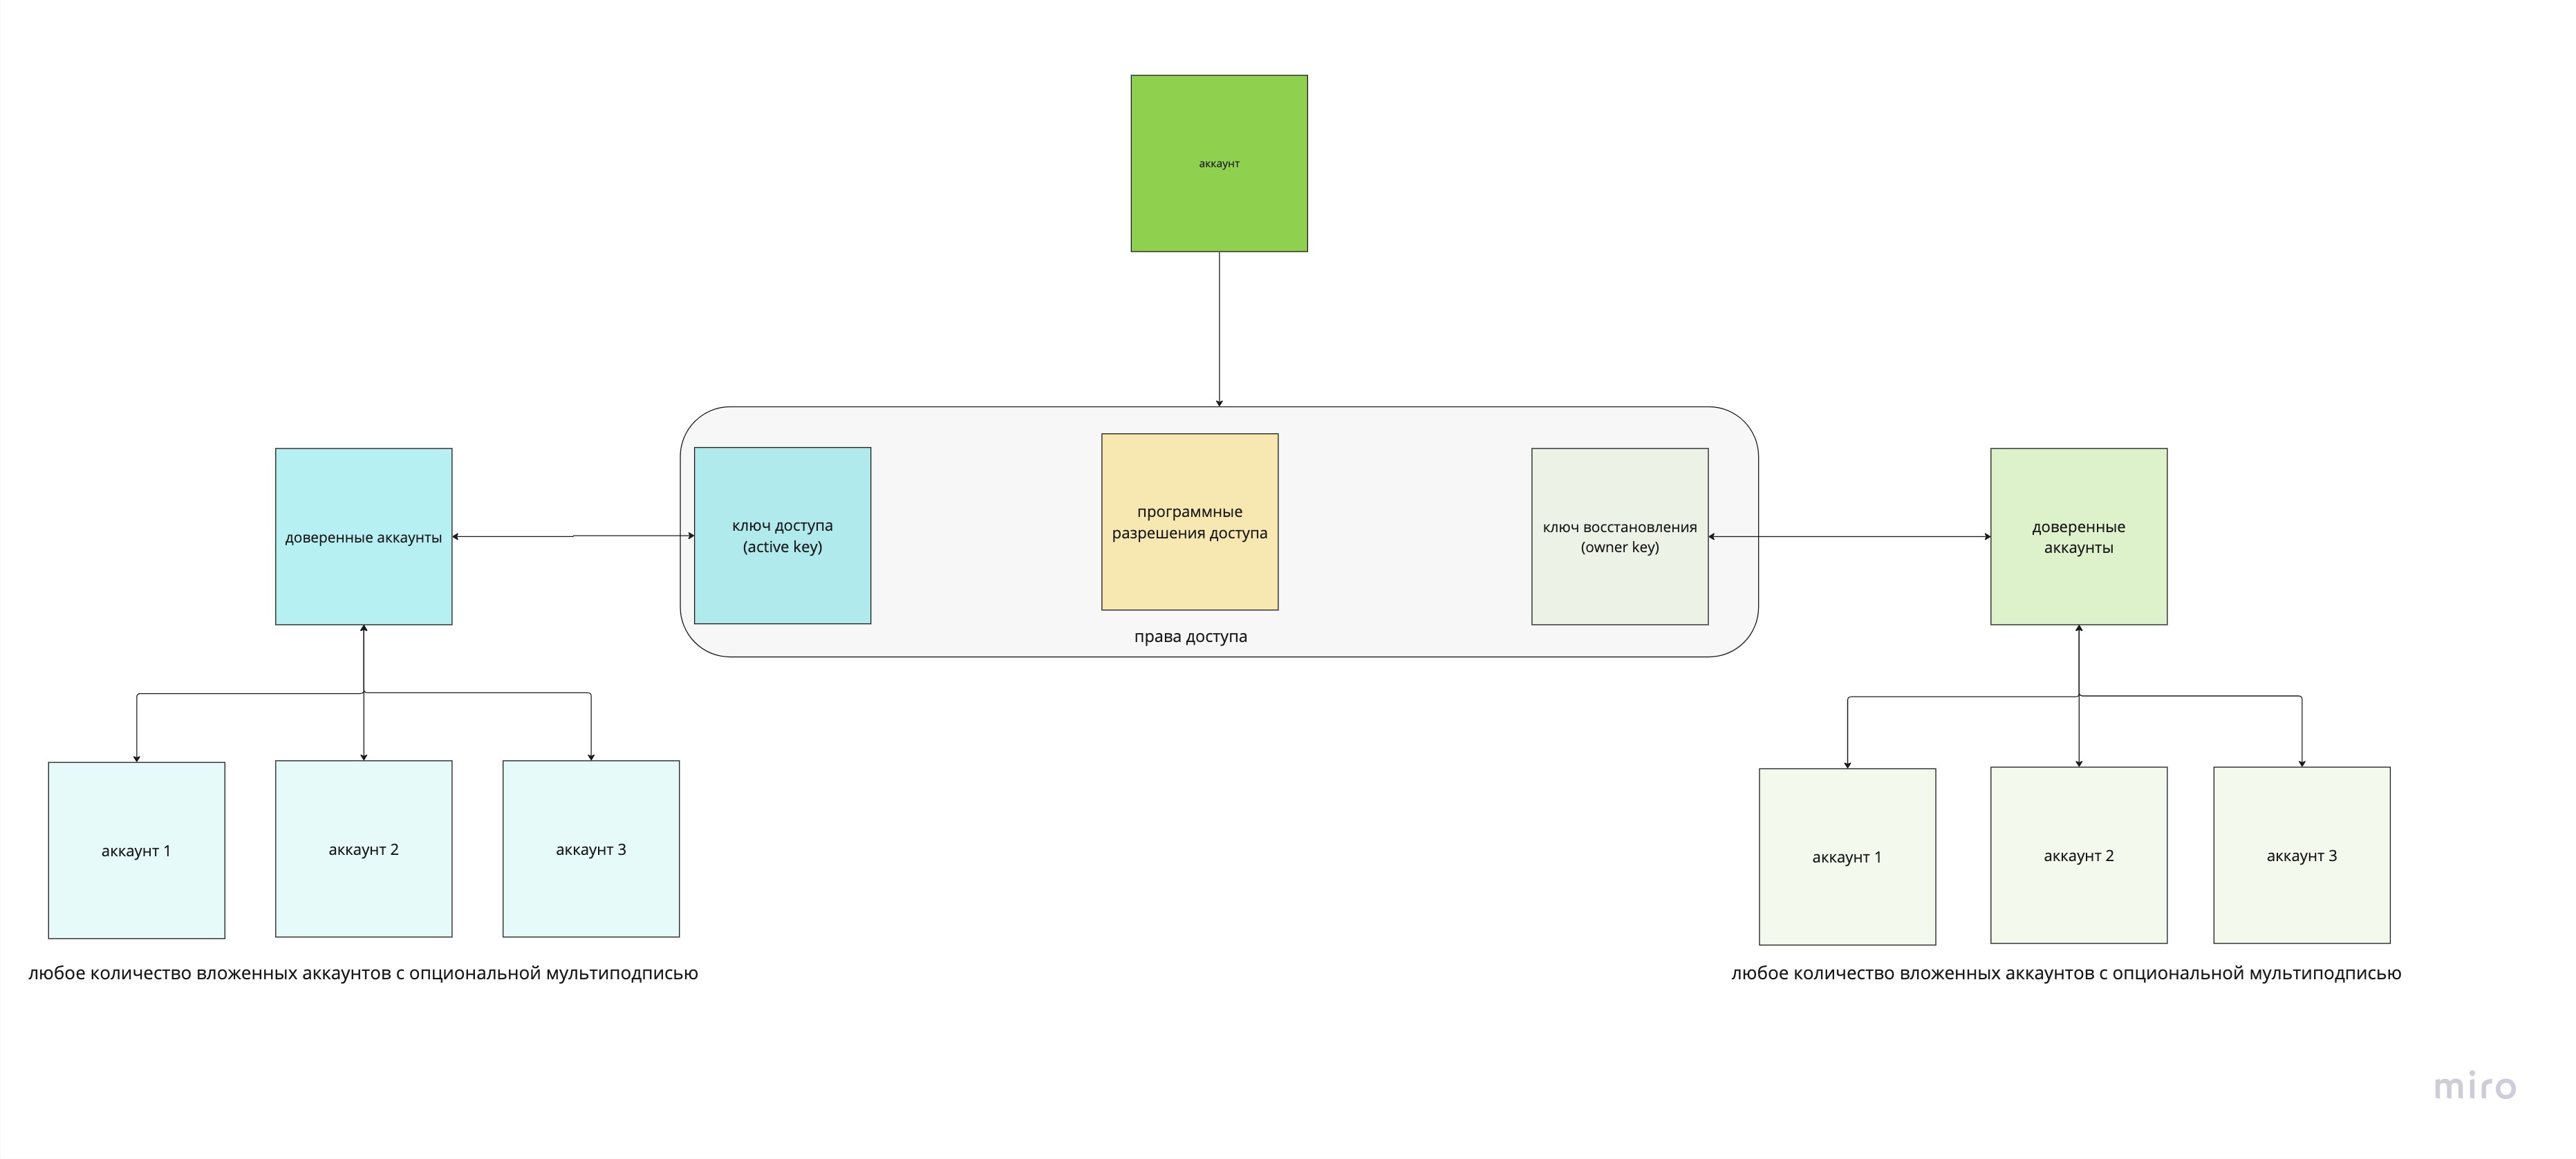 аккаунт
доверенные аккаунты
ключ доступа
(active key)
программные
разрешения доступа
ключ восстановления
(owner key)
доверенные
аккаунты
права доступа
аккаунт 1
аккаунт 2
аккаунт 3
аккаунт 1
аккаунт 2
аккаунт 3
любое количество вложенных аккаунтов с опциональной мультиподписью
любое количество вложенных аккаунтов с опциональной мультиподписью
miro